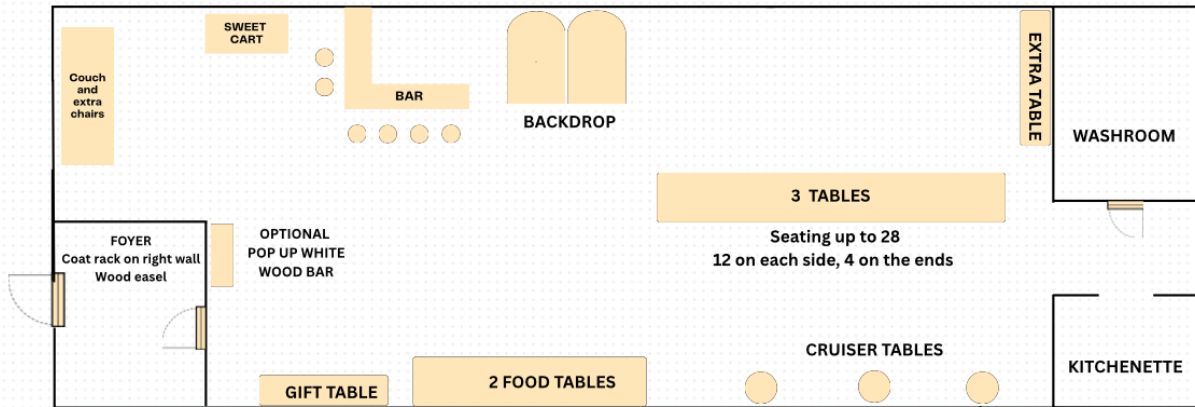 SWEET
CART
Couch
and
extra
chairs
BAR
BACKDROP
EXTRA TABLE
WASHROOM
3 TABLES
Seating up to 28
12 on each side, 4 on the ends
FOYER
Coat rack on right wall
Wood easel
OPTIONAL
POP UP WHITE
WOOD BAR
GIFT TABLE
2 FOOD TABLES
CRUISER TABLES
KITCHENETTE